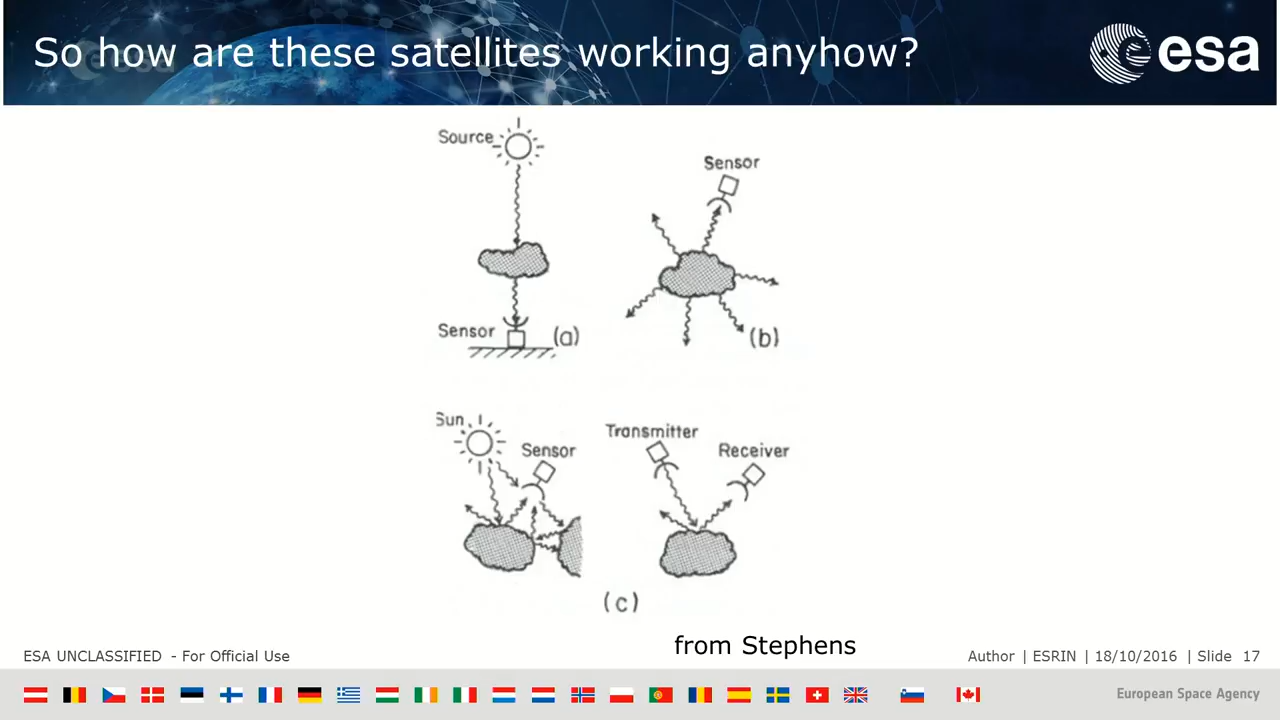 So how are these satellites working anyhow?
esa
Source
Sensor
Sensor
(a)
(b)
Sun
Sensor
Transmitter
Receiver
(c)
from Stephens
ESA UNCLASSIFIED - For Official Use
Author | ESRIN | 18/10/2016 | Slide 17
European Space Agency